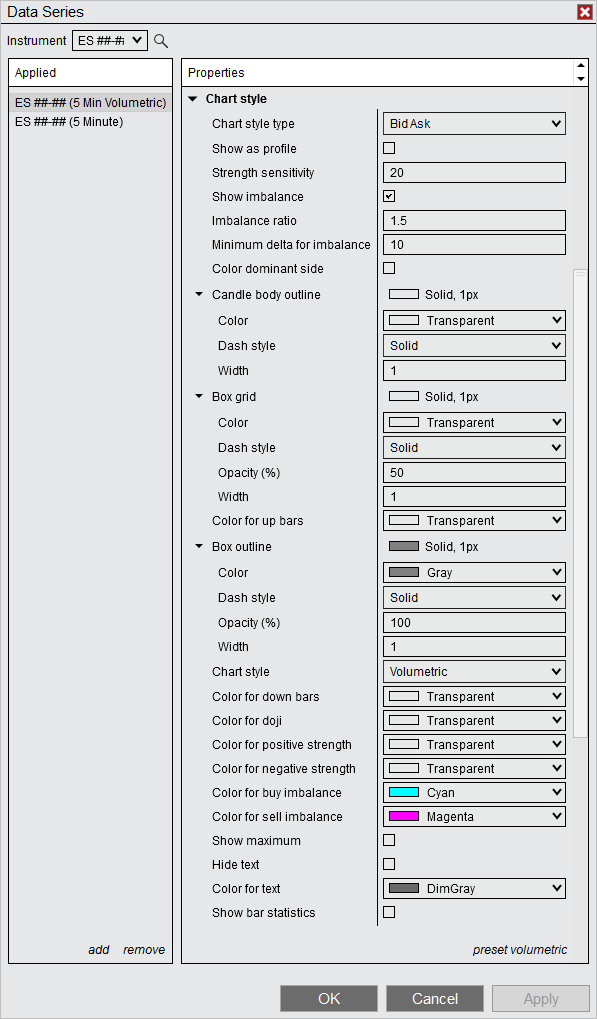 Data Series
Instrument ES ##-##
Applied
ES ##-## (5 Min Volumetric)
ES ##-## (5 Minute)
add remove
Properties
Chart style
Chart style type BidAsk
Show as profile
Strength sensitivity 20
Show imbalance
Imbalance ratio 1.5
Minimum delta for imbalance 10
Color dominant side
Candle body outline Solid, 1px
Color Transparent
Dash style Solid
Width 1
Box grid Solid, 1px
Color Transparent
Dash style Solid
Opacity (%) 50
Width 1
Color for up bars Transparent
Box outline Solid, 1px
Color Gray
Dash style Solid
Opacity (%) 100
Width 1
Chart style Volumetric
Color for down bars Transparent
Color for doji Transparent
Color for positive strength Transparent
Color for negative strength Transparent
Color for buy imbalance Cyan
Color for sell imbalance Magenta
Show maximum
Hide text
Color for text DimGray
Show bar statistics
preset volumetric
OK Cancel Apply